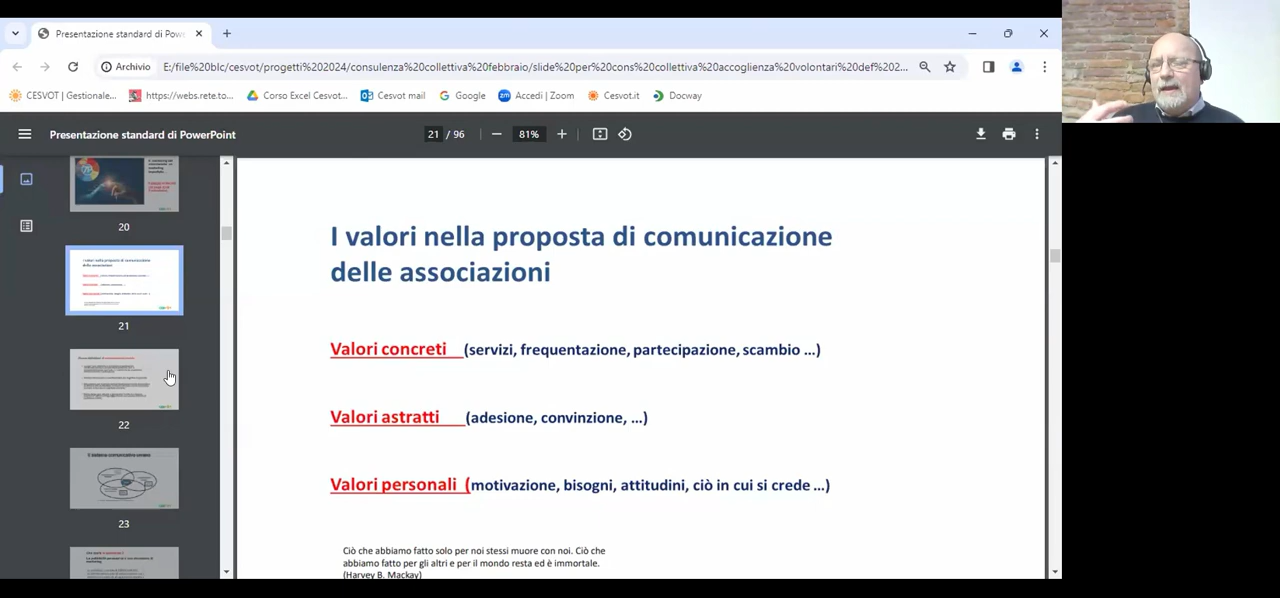 Presentazione standard di Pow
Archivio
E:/file%20blc/cesvot/progetti%202024/consulenza%20collettiva%20febbraio/slide%20per%20cons%20collettiva%20accoglienza%20volontari%20def%202...
CESVOT | Gestionale...
https://webs.rete.to...
Corso Excel Cesvot...
Cesvot mail
Google
Accedi | Zoom
Cesvot.it
Docway
Presentazione standard di PowerPoint
21 / 96
81%
20
21
22
23
I valori nella proposta di comunicazione
delle associazioni
Valori concreti (servizi, frequentazione, partecipazione, scambio ...)
Valori astratti (adesione, convinzione, ...)
Valori personali (motivazione, bisogni, attitudini, ciò in cui si crede ...)
Ciò che abbiamo fatto solo per noi stessi muore con noi. Ciò che
abbiamo fatto per gli altri e per il mondo resta ed è immortale.
(Harvey B. Mackay)